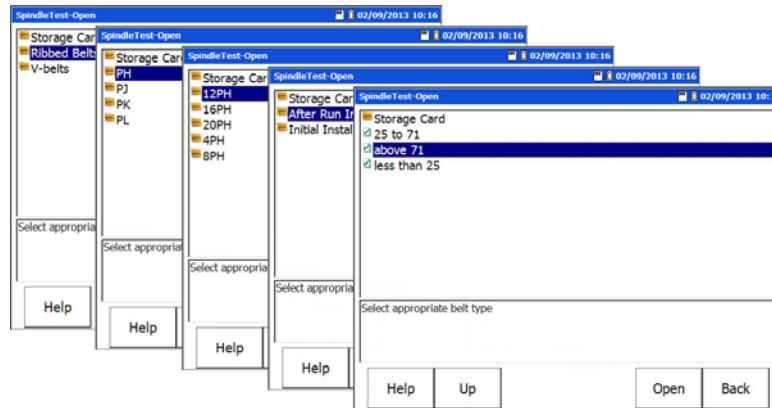 SpindleTest-Open 02/09/2013 10:16
Storage Card
Ribbed Belts
V-belts
Select appropria
Help
SpindleTest-Open 02/09/2013 10:16
Storage Car
PH
PJ
PK
PL
Select appropriat
Help
SpindleTest-Open 02/09/2013 10:16
Storage Car
12PH
16PH
20PH
4PH
8PH
Select appropria
Help
SpindleTest-Open 02/09/2013 10:16
Storage Car
After Run In
Initial Instal
Select appropria
Help
SpindleTest-Open 02/09/2013 10:1
Storage Card
25 to 71
above 71
less than 25
Select appropriate belt type
Help Up Open Back